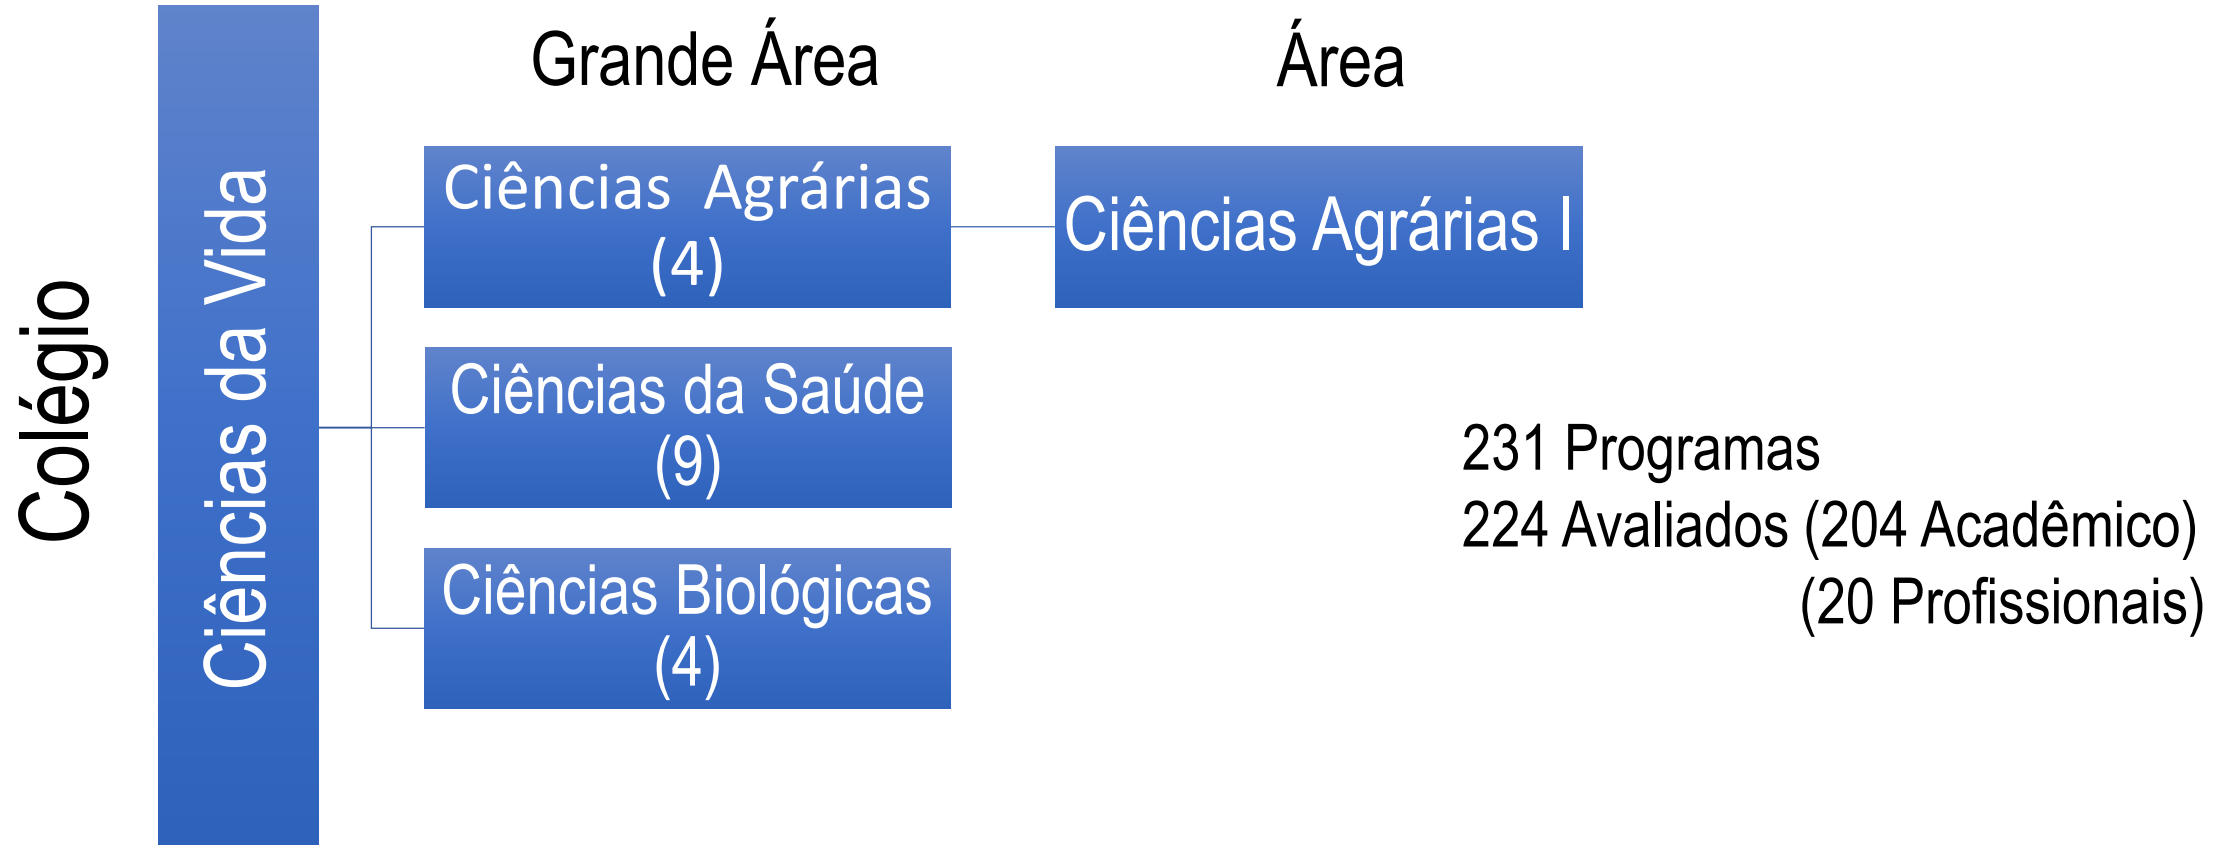 Colégio
Ciências da Vida
Grande Área
Área
Ciências Agrárias
(4)
Ciências Agrárias I
Ciências da Saúde
(9)
Ciências Biológicas
(4)
231 Programas
224 Avaliados (204 Acadêmico)
(20 Profissionais)